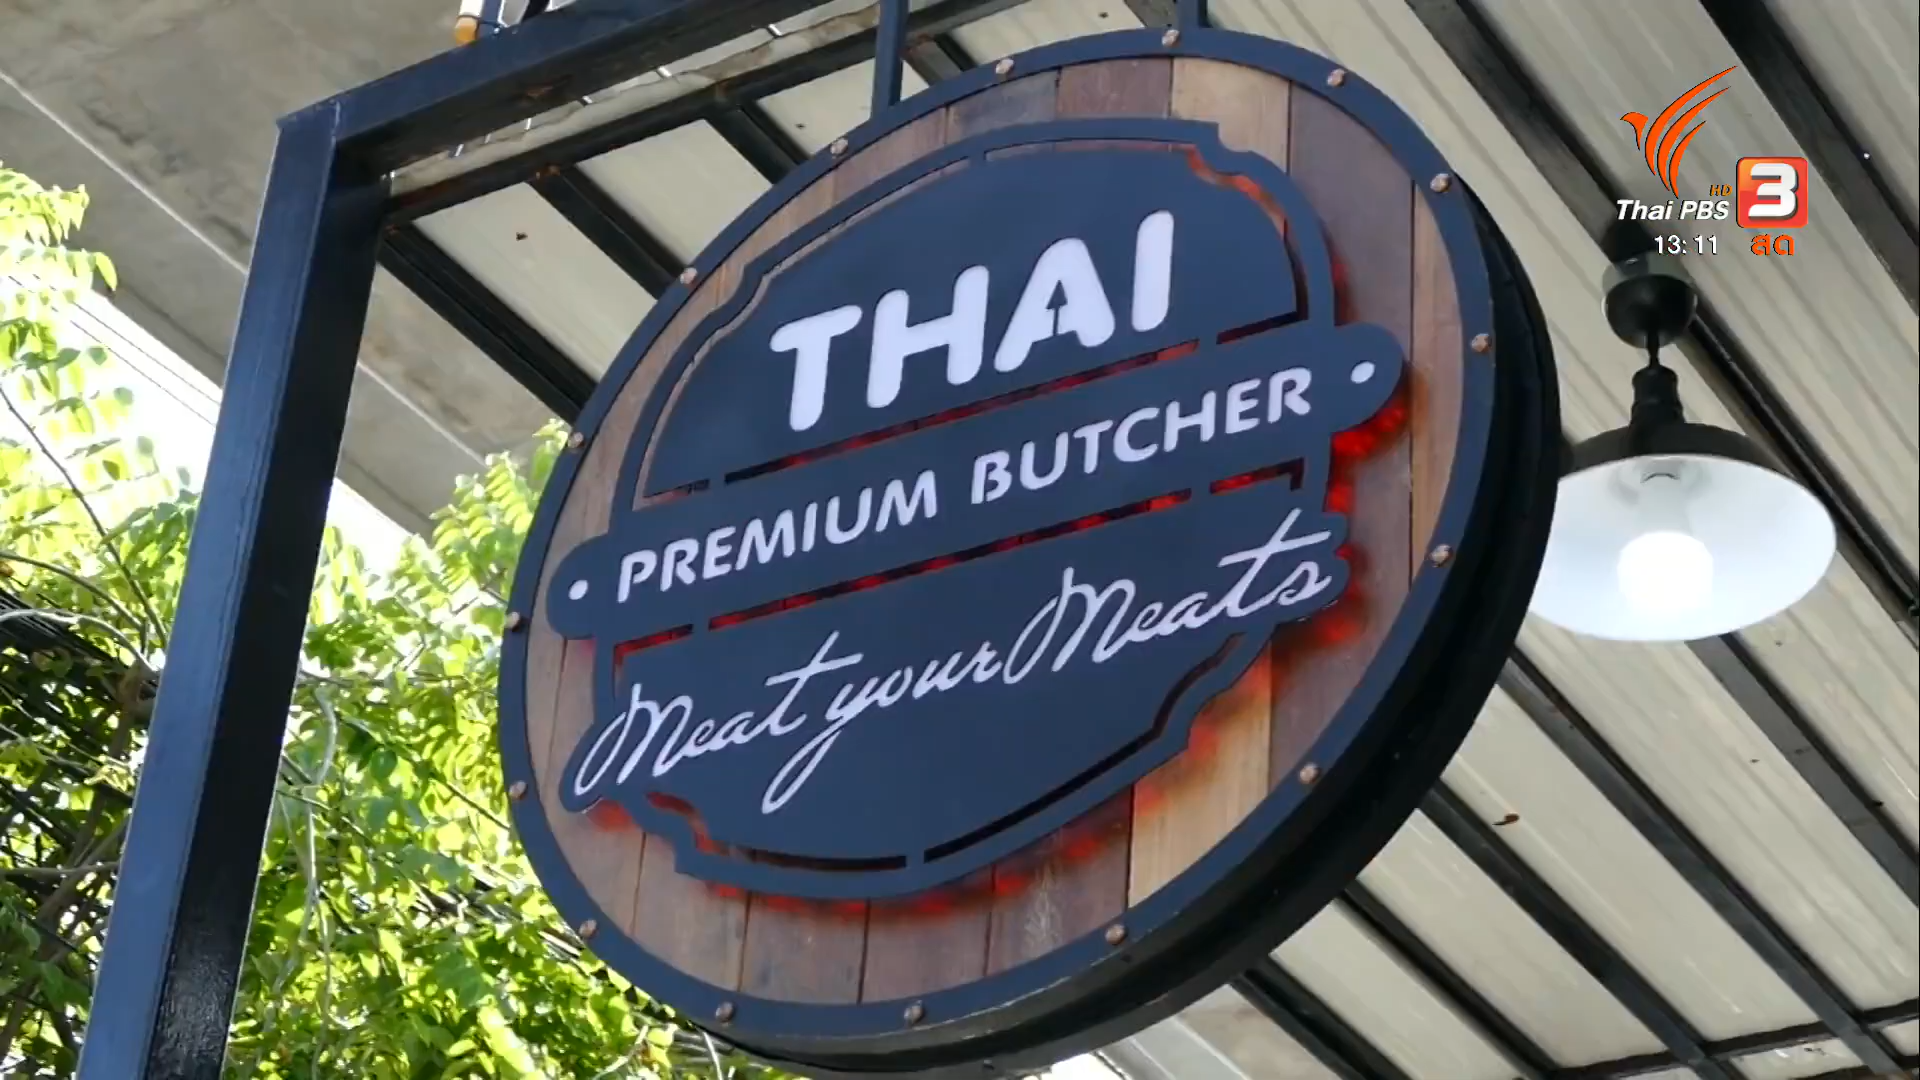 THAI
• PREMIUM BUTCHER •
Meat your Meats
HD 3
Thai PBS
13:11 สด